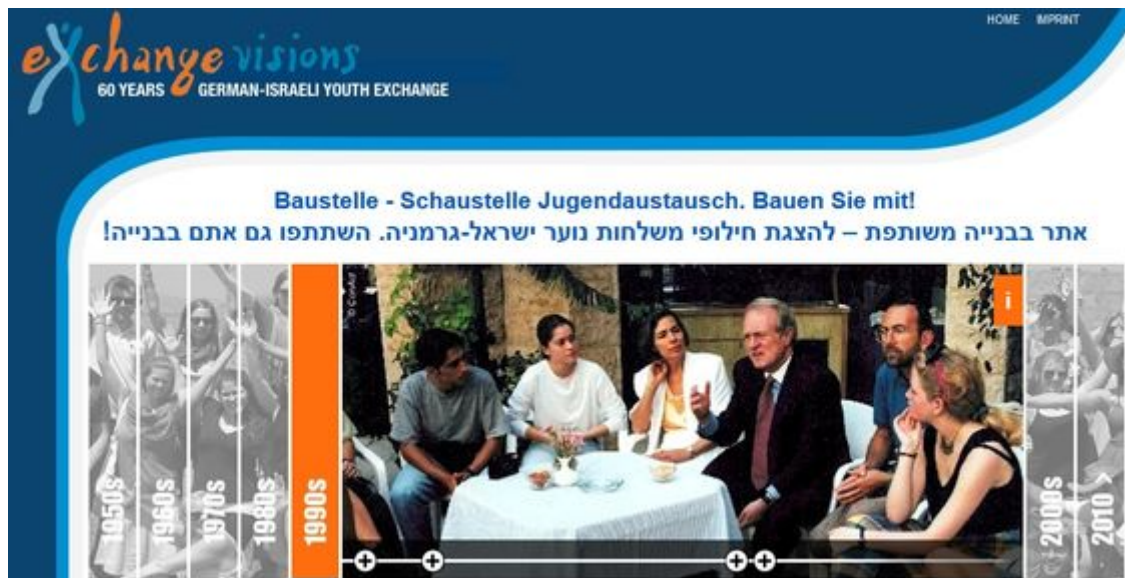 HOME IMPRINT
eXchange visions
60 YEARS GERMAN-ISRAELI YOUTH EXCHANGE
Baustelle - Schaustelle Jugendaustausch. Bauen Sie mit!
אתר בבנייה משותפת – להצגת חילופי משלחות נוער ישראל-גרמניה. השתתפו גם אתם בבנייה!
© ConAct
i
1950s
1960s
1970s
1980s
1990s
2000s
2010 >